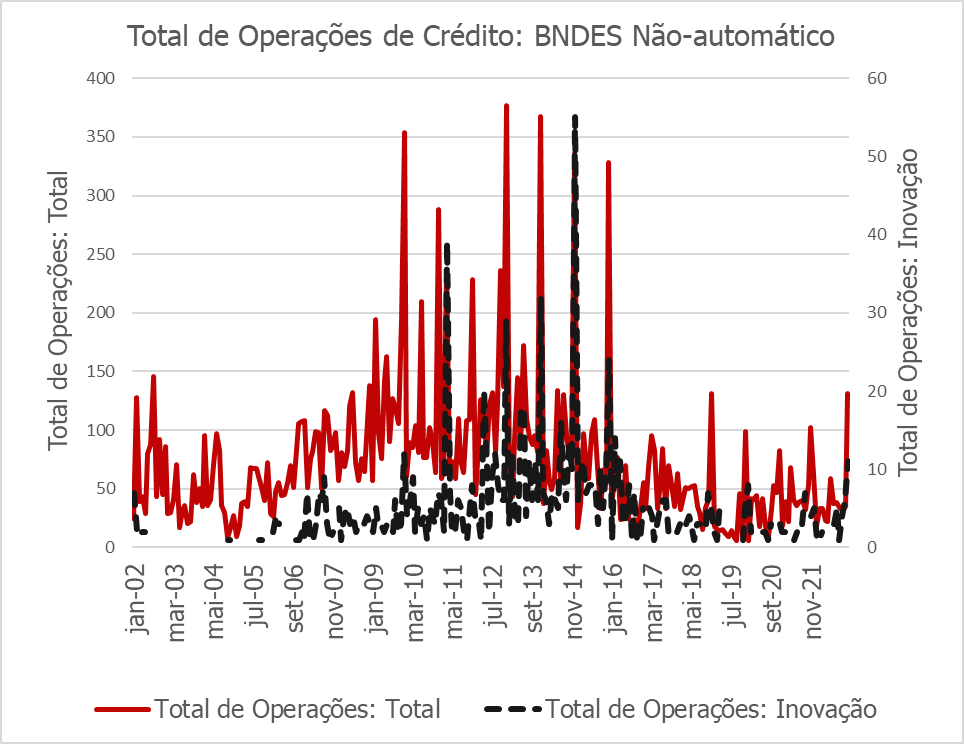 Total de Operações de Crédito: BNDES Não-automático
Total de Operações: Total
400
350
300
250
200
150
100
50
0
60
50
40
30
20
10
0
Total de Operações: Inovação
jan-02
mar-03
mai-04
jul-05
set-06
nov-07
jan-09
mar-10
mai-11
jul-12
set-13
nov-14
jan-16
mar-17
mai-18
jul-19
set-20
nov-21
Total de Operações: Total
Total de Operações: Inovação